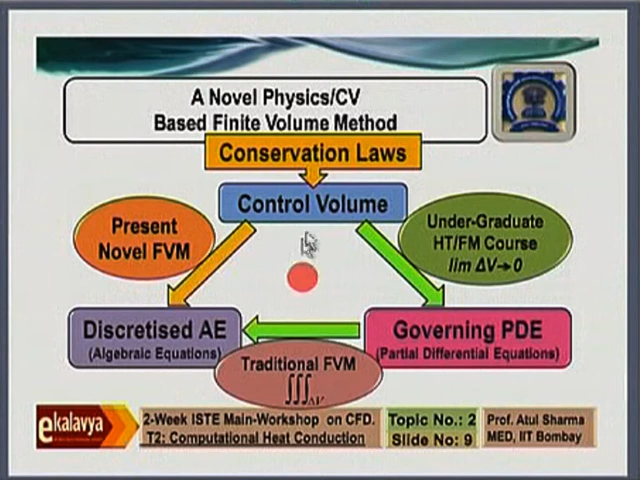 A Novel Physics/CV
Based Finite Volume Method
Conservation Laws
Control Volume
Present
Novel FVM
Under-Graduate
HT/FM Course
lim ΔV→0
Discretised AE
(Algebraic Equations)
Governing PDE
(Partial Differential Equations)
Traditional FVM
∭ΔV
ekalavya
2-Week ISTE Main-Workshop on CFD.
T2: Computational Heat Conduction
Topic No.: 2
Slide No.: 9
Prof. Atul Sharma
MED, IIT Bombay